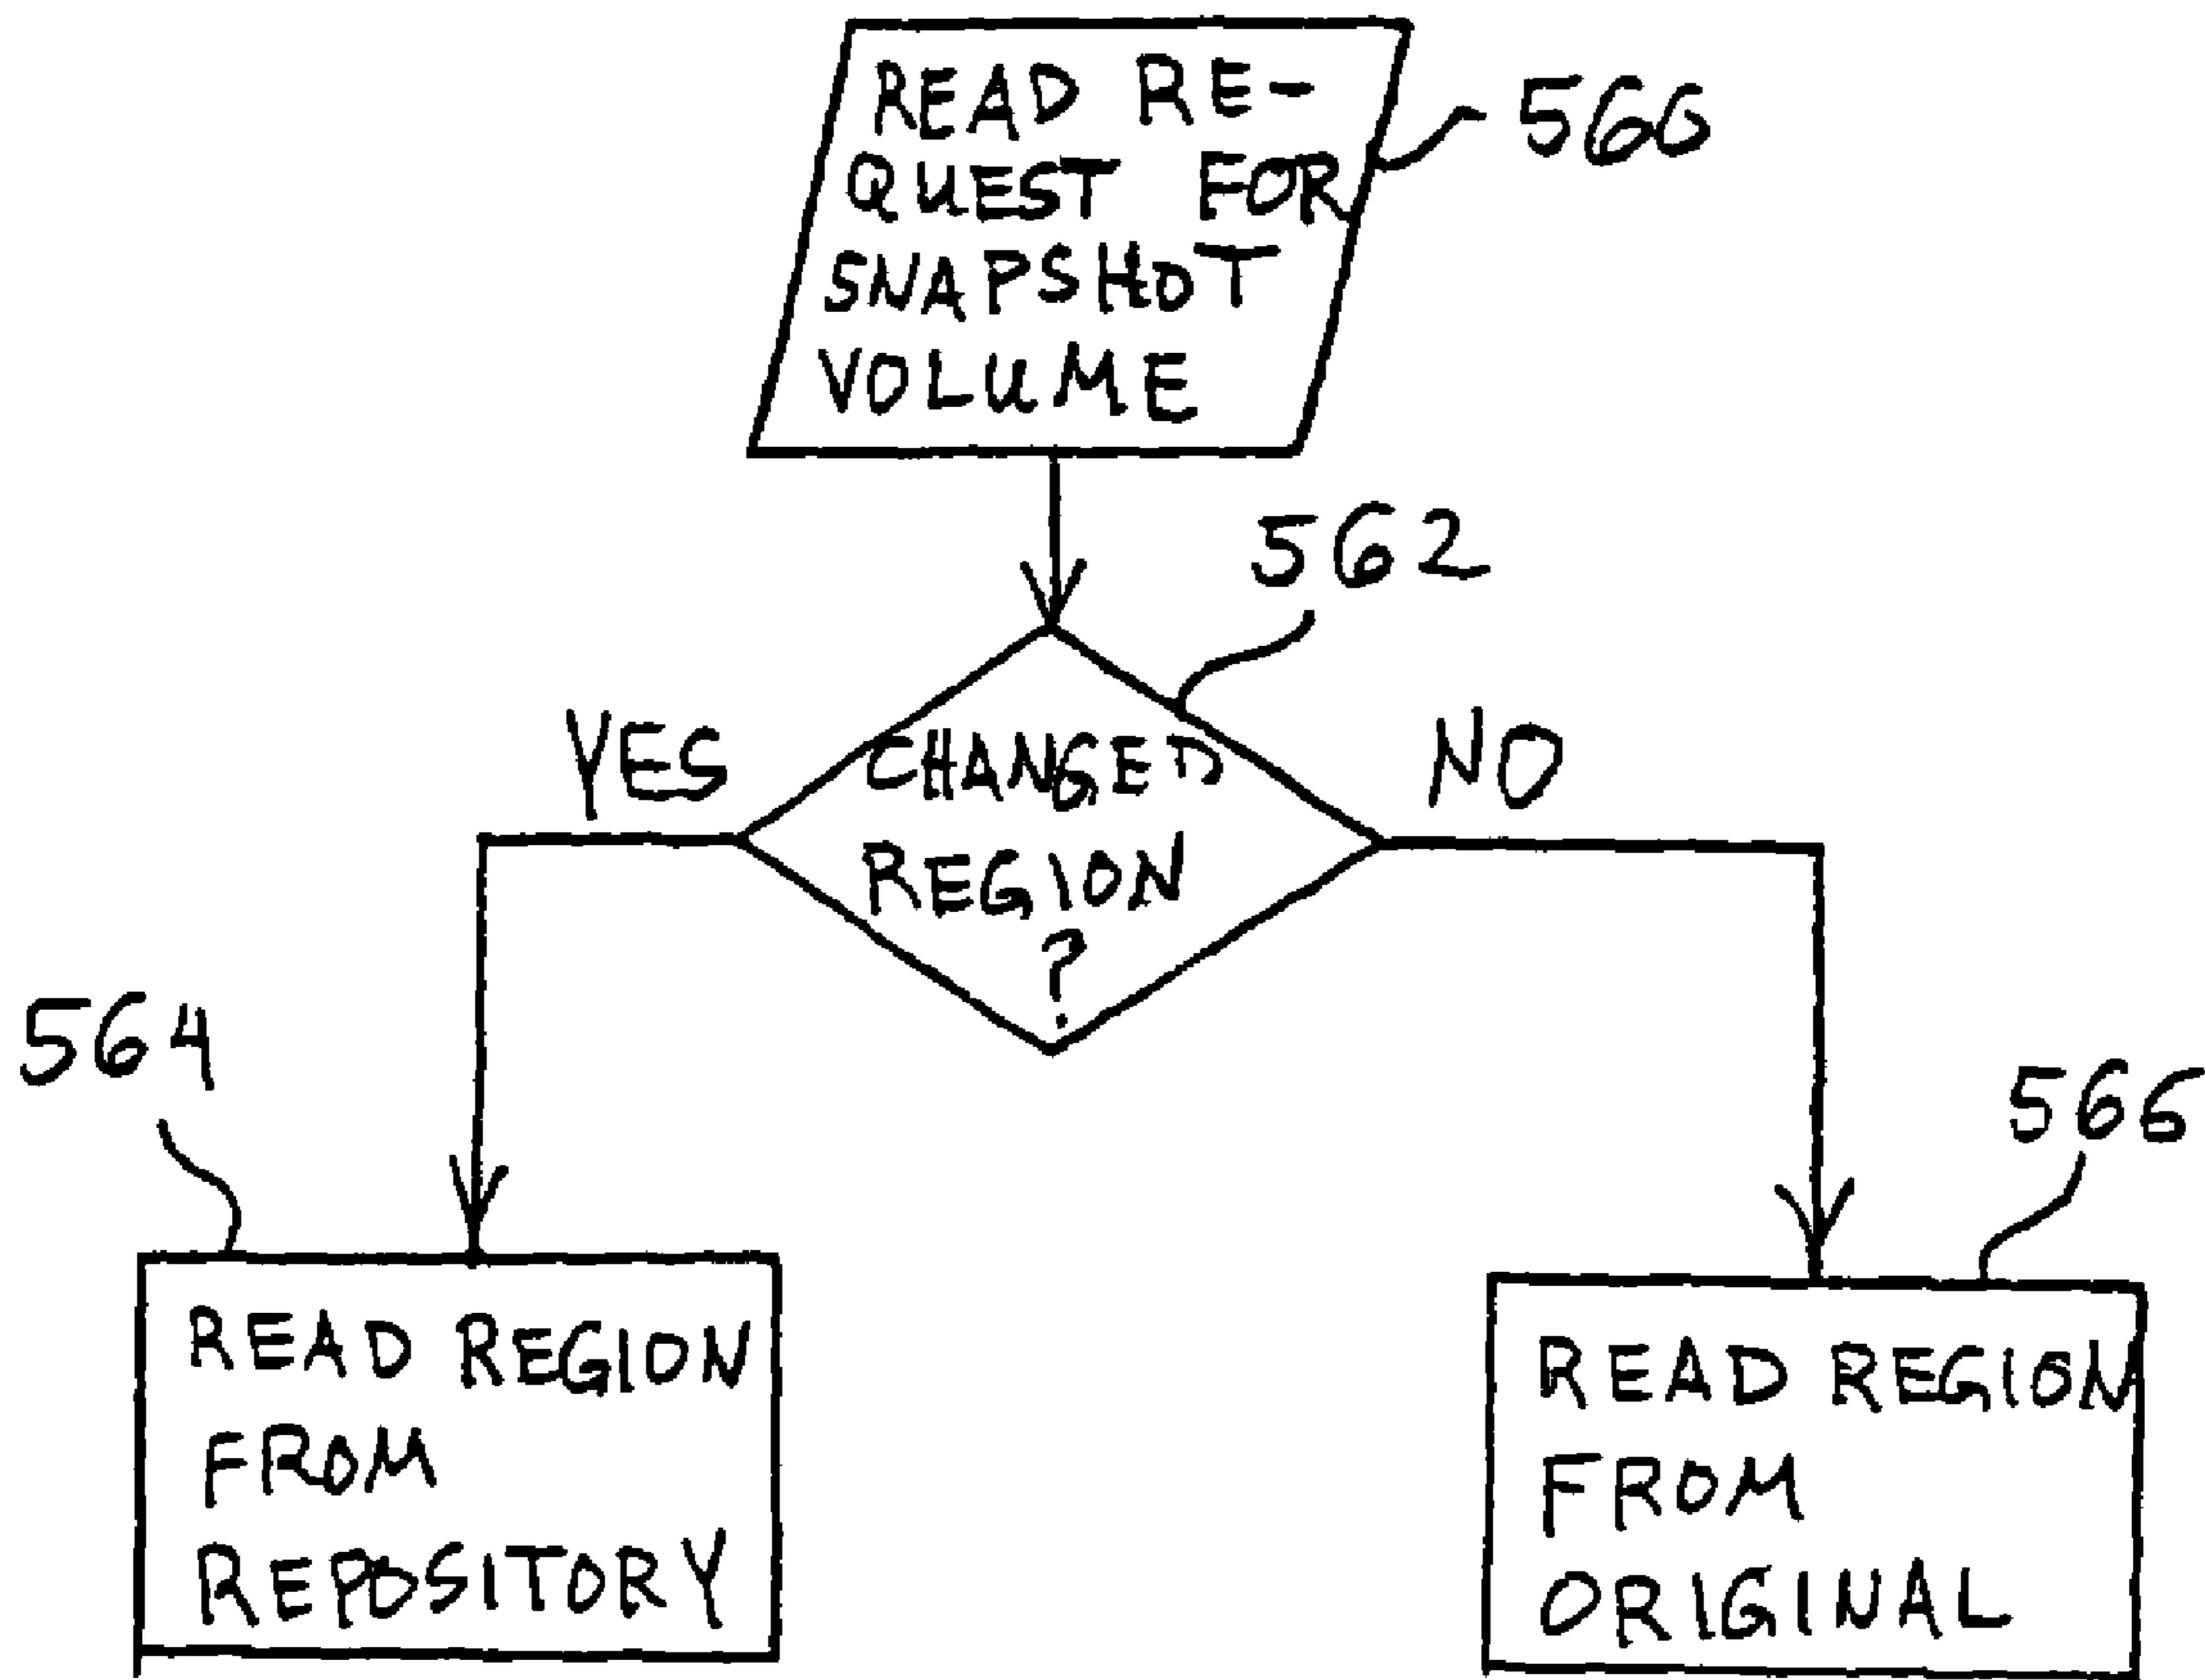 READ RE-
QUEST FOR
SNAPSHOT
VOLUME
566
562
YES
CHANGED
REGION
?
NO
564
566
READ REGION
FROM
REPOSITORY
READ REGION
FROM
ORIGINAL